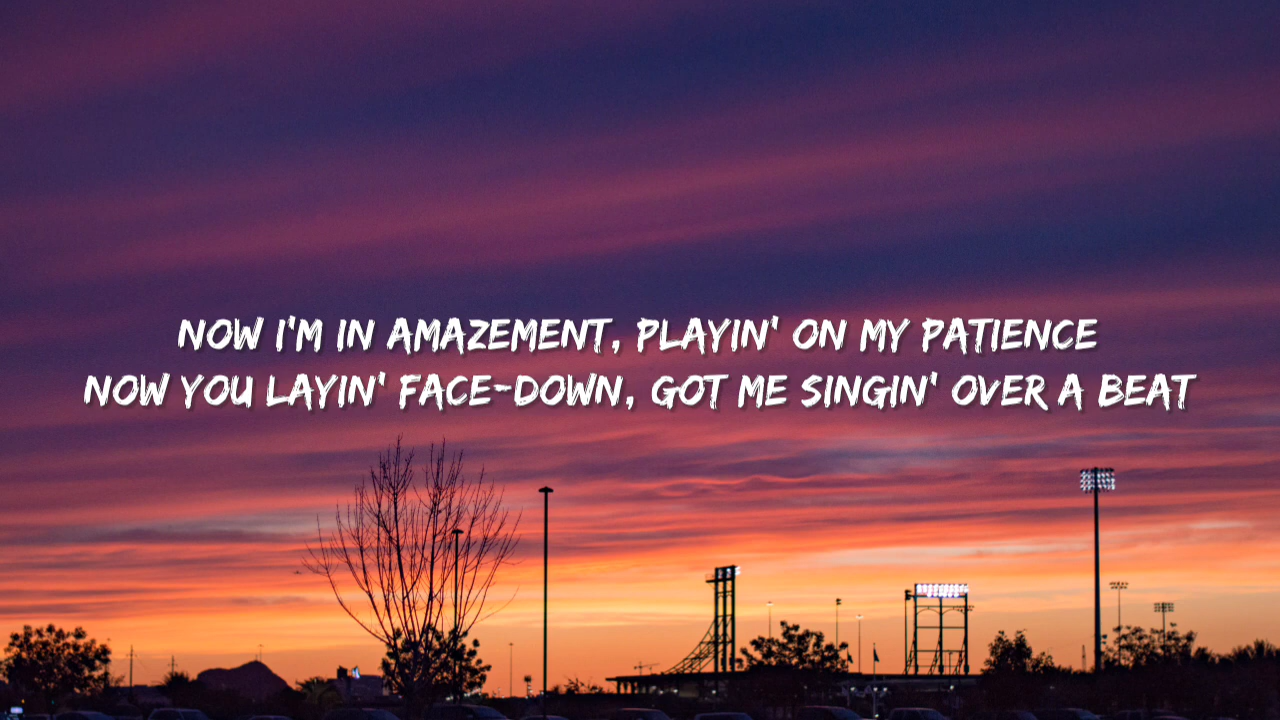 NOW I'M IN AMAZEMENT, PLAYIN' ON MY PATIENCE
NOW YOU LAYIN' FACE-DOWN, GOT ME SINGIN' OVER A BEAT